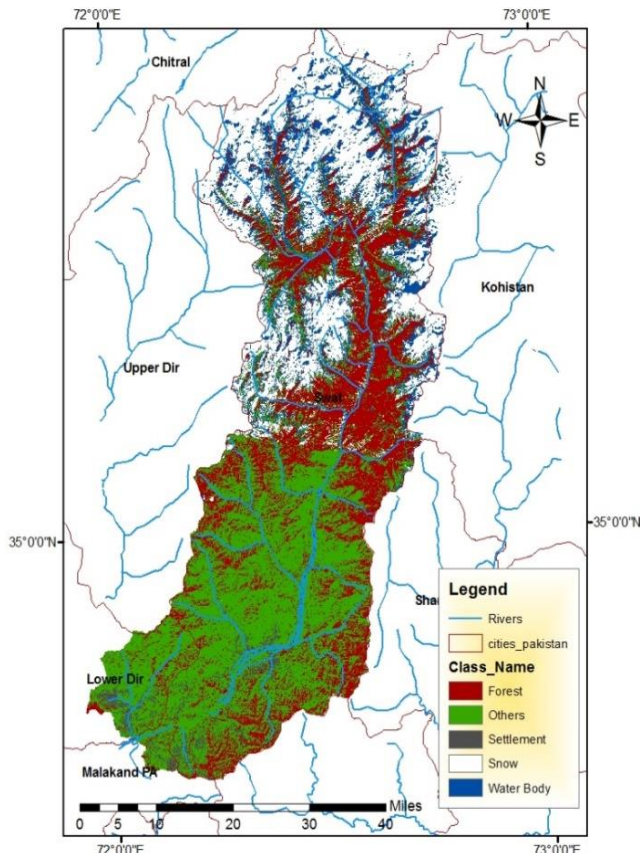 72°0'0"E
73°0'0"E
Chitral
N
W E
S
Kohistan
Upper Dir
Swat
35°0'0"N
35°0'0"N
Legend
Rivers
cities_pakistan
Class_Name
Forest
Others
Settlement
Snow
Water Body
Sha
Lower Dir
Malakand PA
Miles
0 5 10 20 30 40
72°0'0"E
73°0'0"E